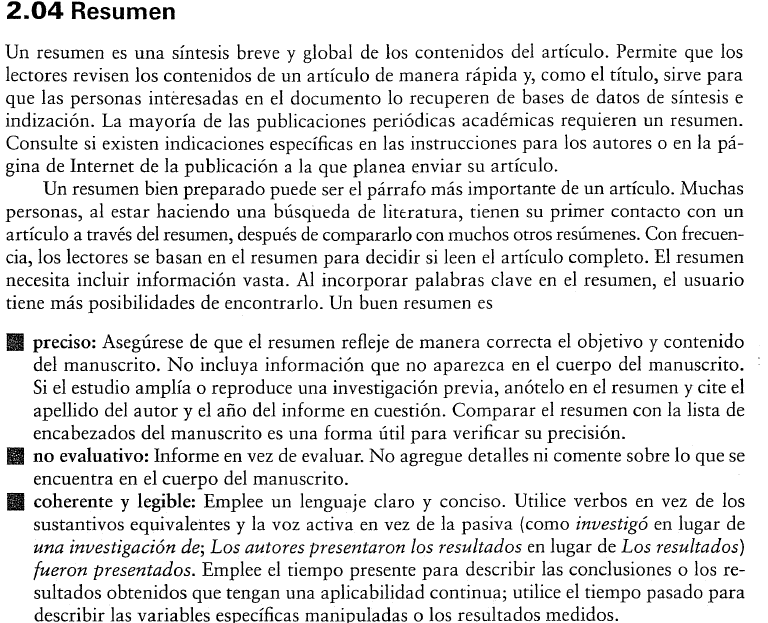 2.04 Resumen
Un resumen es una síntesis breve y global de los contenidos del artículo. Permite que los
lectores revisen los contenidos de un artículo de manera rápida y, como el título, sirve para
que las personas interesadas en el documento lo recuperen de bases de datos de síntesis e
indización. La mayoría de las publicaciones periódicas académicas requieren un resumen.
Consulte si existen indicaciones específicas en las instrucciones para los autores o en la pá-
gina de Internet de la publicación a la que planea enviar su artículo.
Un resumen bien preparado puede ser el párrafo más importante de un artículo. Muchas
personas, al estar haciendo una búsqueda de literatura, tienen su primer contacto con un
artículo a través del resumen, después de compararlo con muchos otros resúmenes. Con frecuen-
cia, los lectores se basan en el resumen para decidir si leen el artículo completo. El resumen
necesita incluir información vasta. Al incorporar palabras clave en el resumen, el usuario
tiene más posibilidades de encontrarlo. Un buen resumen es
■ preciso: Asegúrese de que el resumen refleje de manera correcta el objetivo y contenido
del manuscrito. No incluya información que no aparezca en el cuerpo del manuscrito.
Si el estudio amplía o reproduce una investigación previa, anótelo en el resumen y cite el
apellido del autor y el año del informe en cuestión. Comparar el resumen con la lista de
encabezados del manuscrito es una forma útil para verificar su precisión.
■ no evaluativo: Informe en vez de evaluar. No agregue detalles ni comente sobre lo que se
encuentra en el cuerpo del manuscrito.
■ coherente y legible: Emplee un lenguaje claro y conciso. Utilice verbos en vez de los
sustantivos equivalentes y la voz activa en vez de la pasiva (como investigó en lugar de
una investigación de; Los autores presentaron los resultados en lugar de Los resultados)
fueron presentados. Emplee el tiempo presente para describir las conclusiones o los re-
sultados obtenidos que tengan una aplicabilidad continua; utilice el tiempo pasado para
describir las variables específicas manipuladas o los resultados medidos.